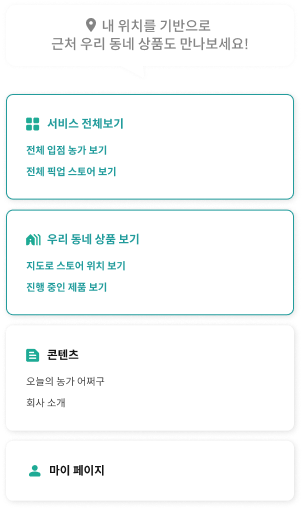 내 위치를 기반으로
근처 우리 동네 상품도 만나보세요!
서비스 전체보기
전체 입점 농가 보기
전체 픽업 스토어 보기
우리 동네 상품 보기
지도로 스토어 위치 보기
진행 중인 제품 보기
콘텐츠
오늘의 농가 어쩌구
회사 소개
마이 페이지